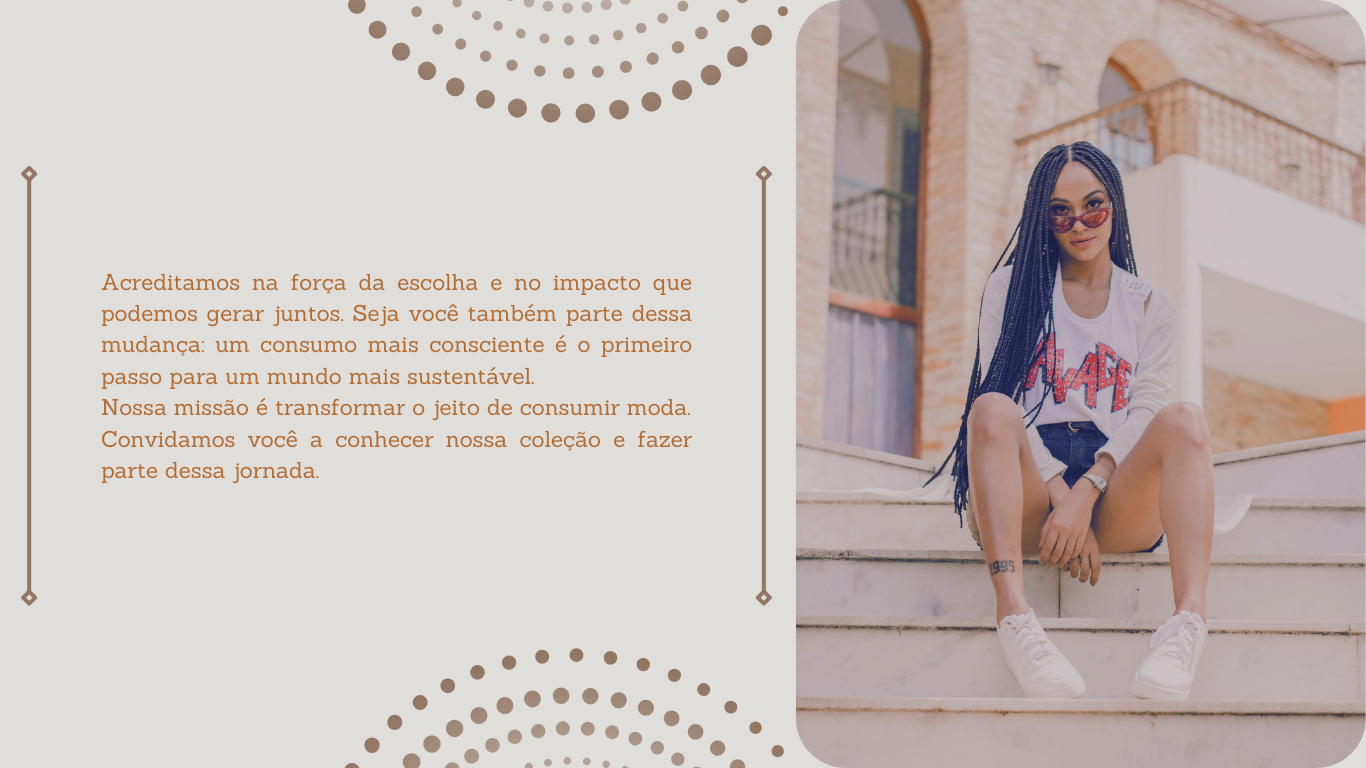 Acreditamos na força da escolha e no impacto que
podemos gerar juntos. Seja você também parte dessa
mudança: um consumo mais consciente é o primeiro
passo para um mundo mais sustentável.
Nossa missão é transformar o jeito de consumir moda.
Convidamos você a conhecer nossa coleção e fazer
parte dessa jornada.
1995